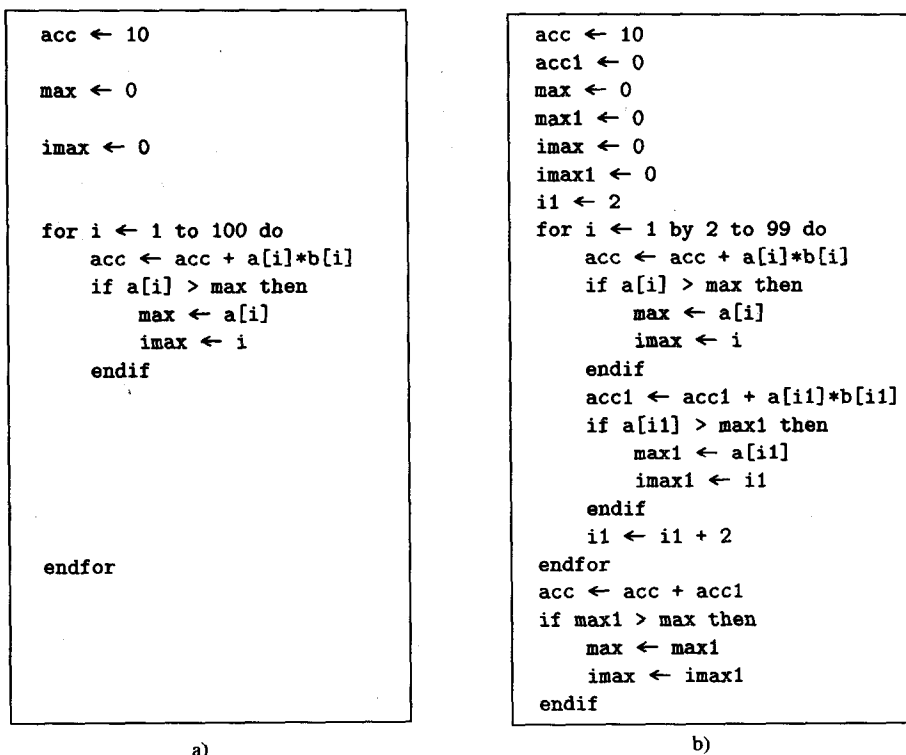 acc ← 10
max ← 0
imax ← 0
for i ← 1 to 100 do
acc ← acc + a[i]*b[i]
if a[i] > max then
max ← a[i]
imax ← i
endif
endfor
a)
acc ← 10
acc1 ← 0
max ← 0
max1 ← 0
imax ← 0
imax1 ← 0
i1 ← 2
for i ← 1 by 2 to 99 do
acc ← acc + a[i]*b[i]
if a[i] > max then
max ← a[i]
imax ← i
endif
acc1 ← acc1 + a[i1]*b[i1]
if a[i1] > max1 then
max1 ← a[i1]
imax1 ← i1
endif
i1 ← i1 + 2
endfor
acc ← acc + acc1
if max1 > max then
max ← max1
imax ← imax1
endif
b)